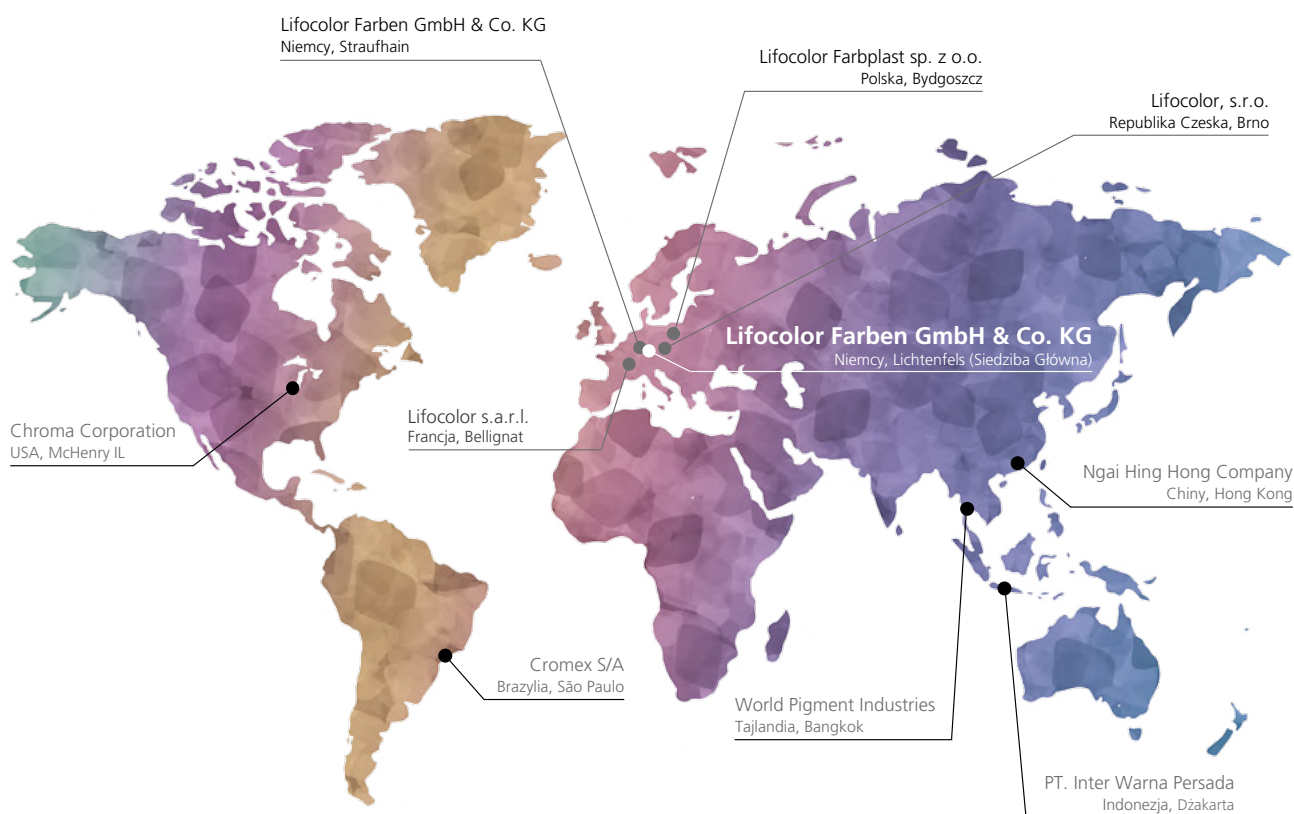 Lifocolor Farben GmbH & Co. KG
Niemcy, Straufhain
Lifocolor Farbplast sp. z o.o.
Polska, Bydgoszcz
Lifocolor, s.r.o.
Republika Czeska, Brno
Lifocolor Farben GmbH & Co. KG
Niemcy, Lichtenfels (Siedziba Główna)
Lifocolor s.a.r.l.
Francja, Bellignat
Chroma Corporation
USA, McHenry IL
Ngai Hing Hong Company
Chiny, Hong Kong
Cromex S/A
Brazylia, São Paulo
World Pigment Industries
Tajlandia, Bangkok
PT. Inter Warna Persada
Indonezja, Dżakarta